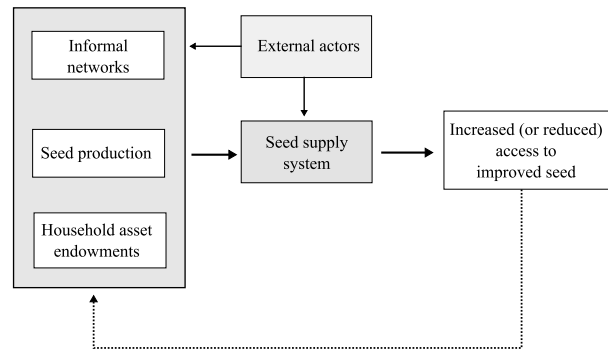 Informal
networks
External actors
Seed production
Seed supply
system
Increased (or reduced)
access to
improved seed
Household asset
endowments